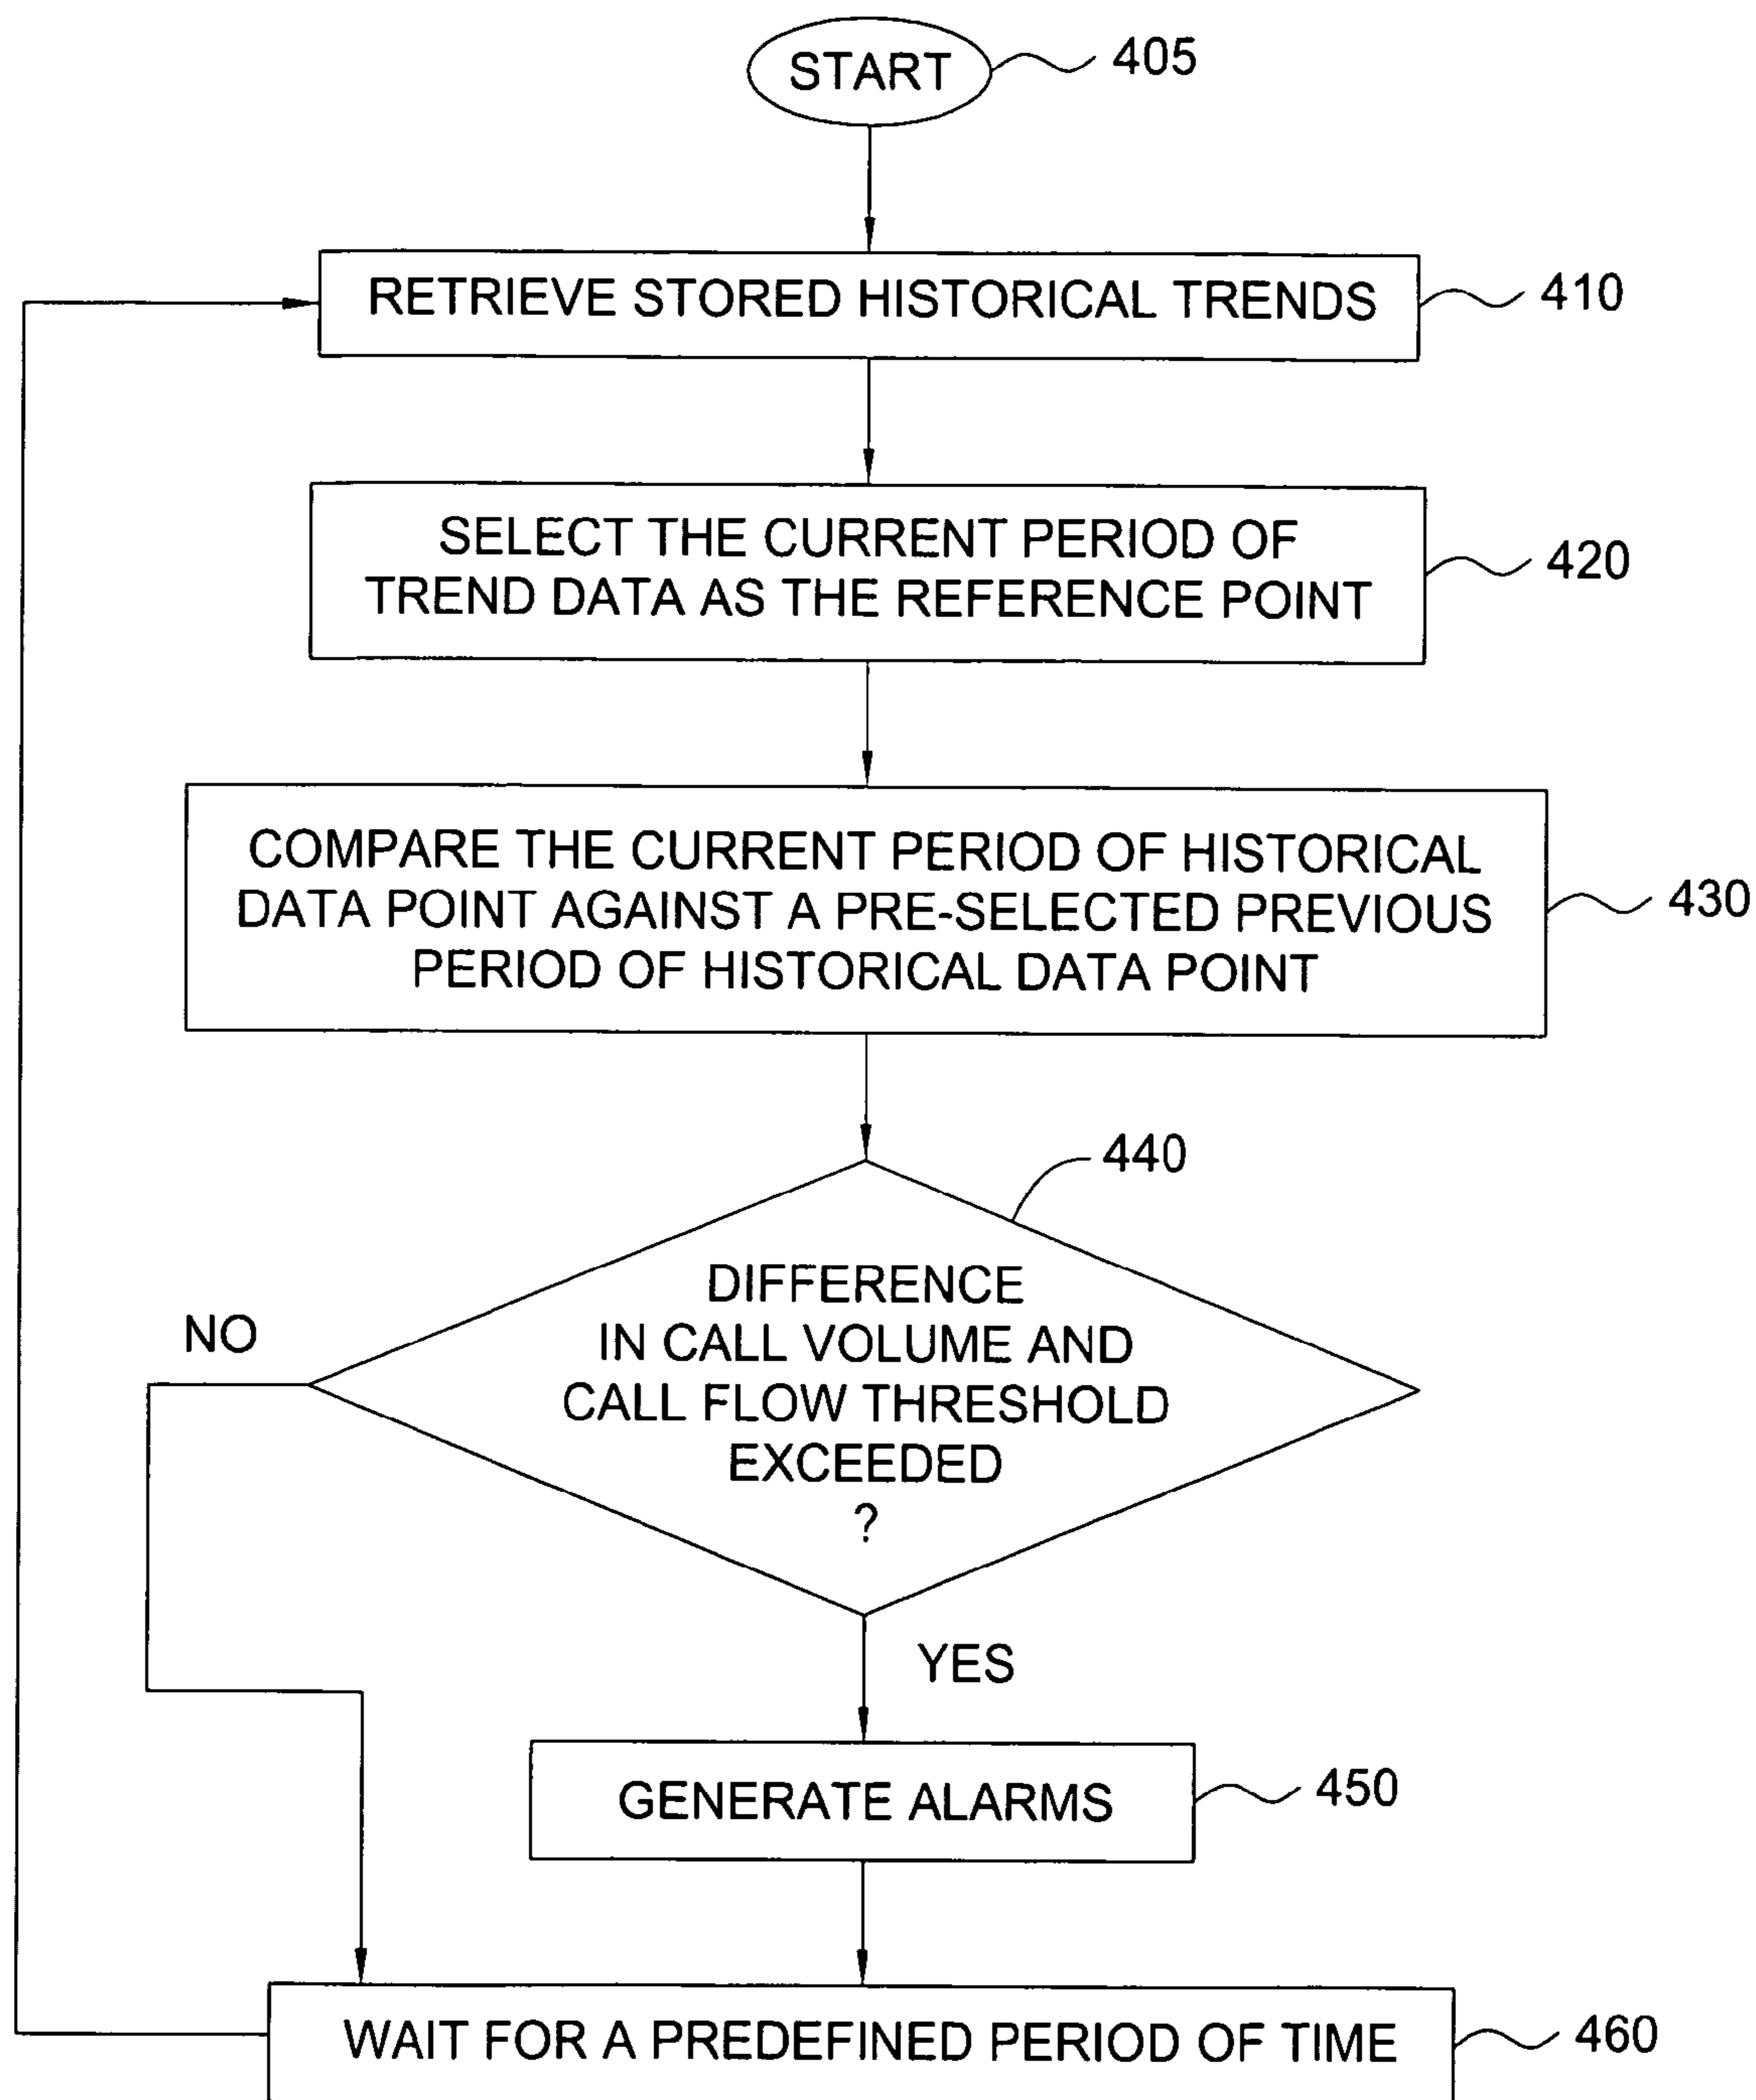 START
405
RETRIEVE STORED HISTORICAL TRENDS
410
SELECT THE CURRENT PERIOD OF
TREND DATA AS THE REFERENCE POINT
420
COMPARE THE CURRENT PERIOD OF HISTORICAL
DATA POINT AGAINST A PRE-SELECTED PREVIOUS
PERIOD OF HISTORICAL DATA POINT
430
440
DIFFERENCE
IN CALL VOLUME AND
CALL FLOW THRESHOLD
EXCEEDED
?
NO
YES
GENERATE ALARMS
450
WAIT FOR A PREDEFINED PERIOD OF TIME
460